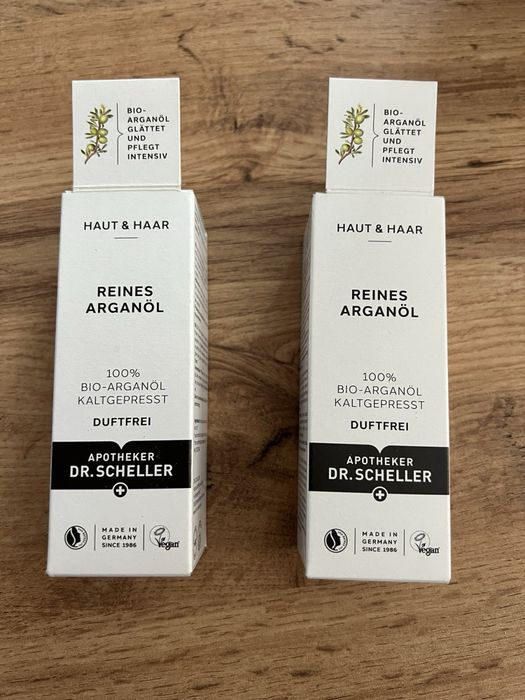 BIO-
ARGANÖL
GLÄTTET
UND
PFLEGT
INTENSIV
HAUT & HAAR
REINES
ARGANÖL
100%
BIO-ARGANÖL
KALTGEPRESST
DUFTFREI
APOTHEKER
DR. SCHELLER
MADE IN
GERMANY
SINCE 1986
Vegan
BIO-
ARGANÖL
GLÄTTET
UND
PFLEGT
INTENSIV
HAUT & HAAR
REINES
ARGANÖL
100%
BIO-ARGANÖL
KALTGEPRESST
DUFTFREI
APOTHEKER
DR. SCHELLER
MADE IN
GERMANY
SINCE 1986
Vegan